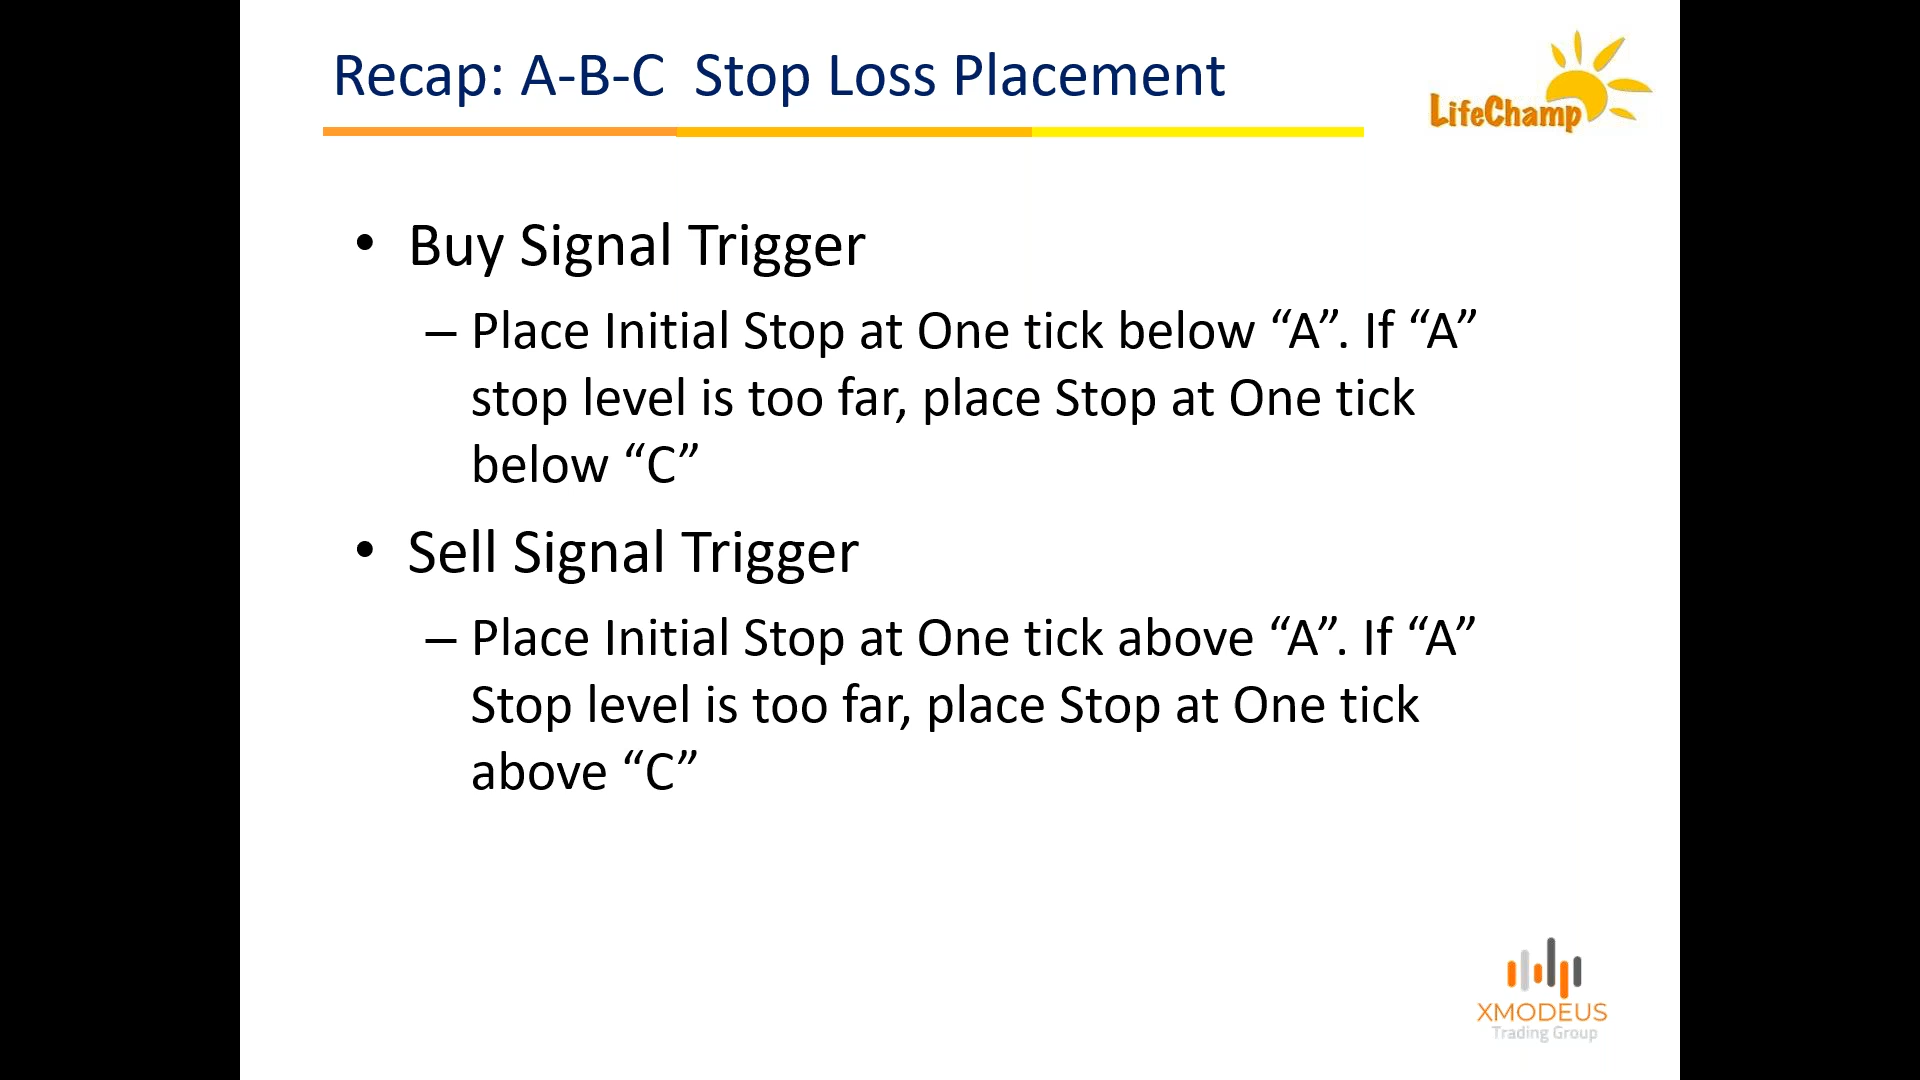 Recap: A-B-C Stop Loss Placement
LifeChamp
• Buy Signal Trigger
– Place Initial Stop at One tick below “A”. If “A”
stop level is too far, place Stop at One tick
below “C”
• Sell Signal Trigger
– Place Initial Stop at One tick above “A”. If “A”
Stop level is too far, place Stop at One tick
above “C”
XMODEUS
Trading Group